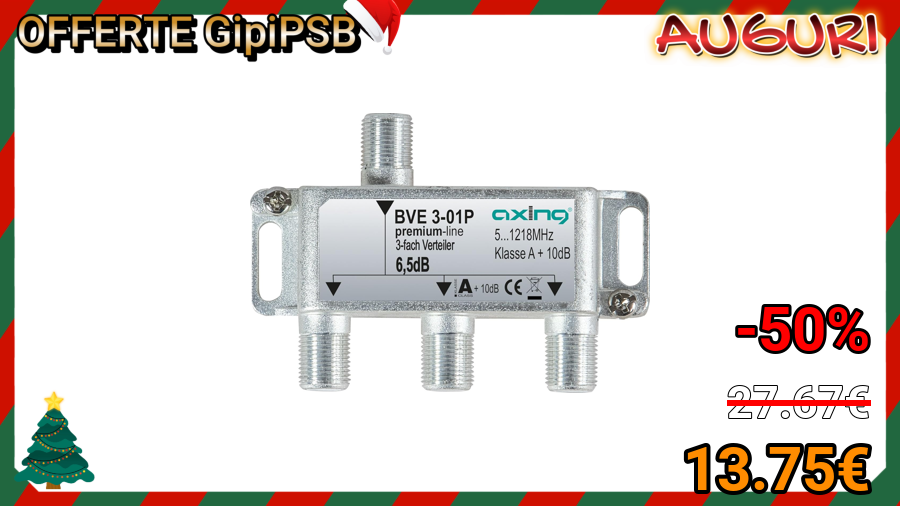 OFFERTE GipiPSB
AUGURI
BVE 3-01P
premium-line
3-fach Verteiler
6,5dB
axing
5...1218MHz
Klasse A + 10dB
A + 10dB CE
-50%
27.67€
13.75€